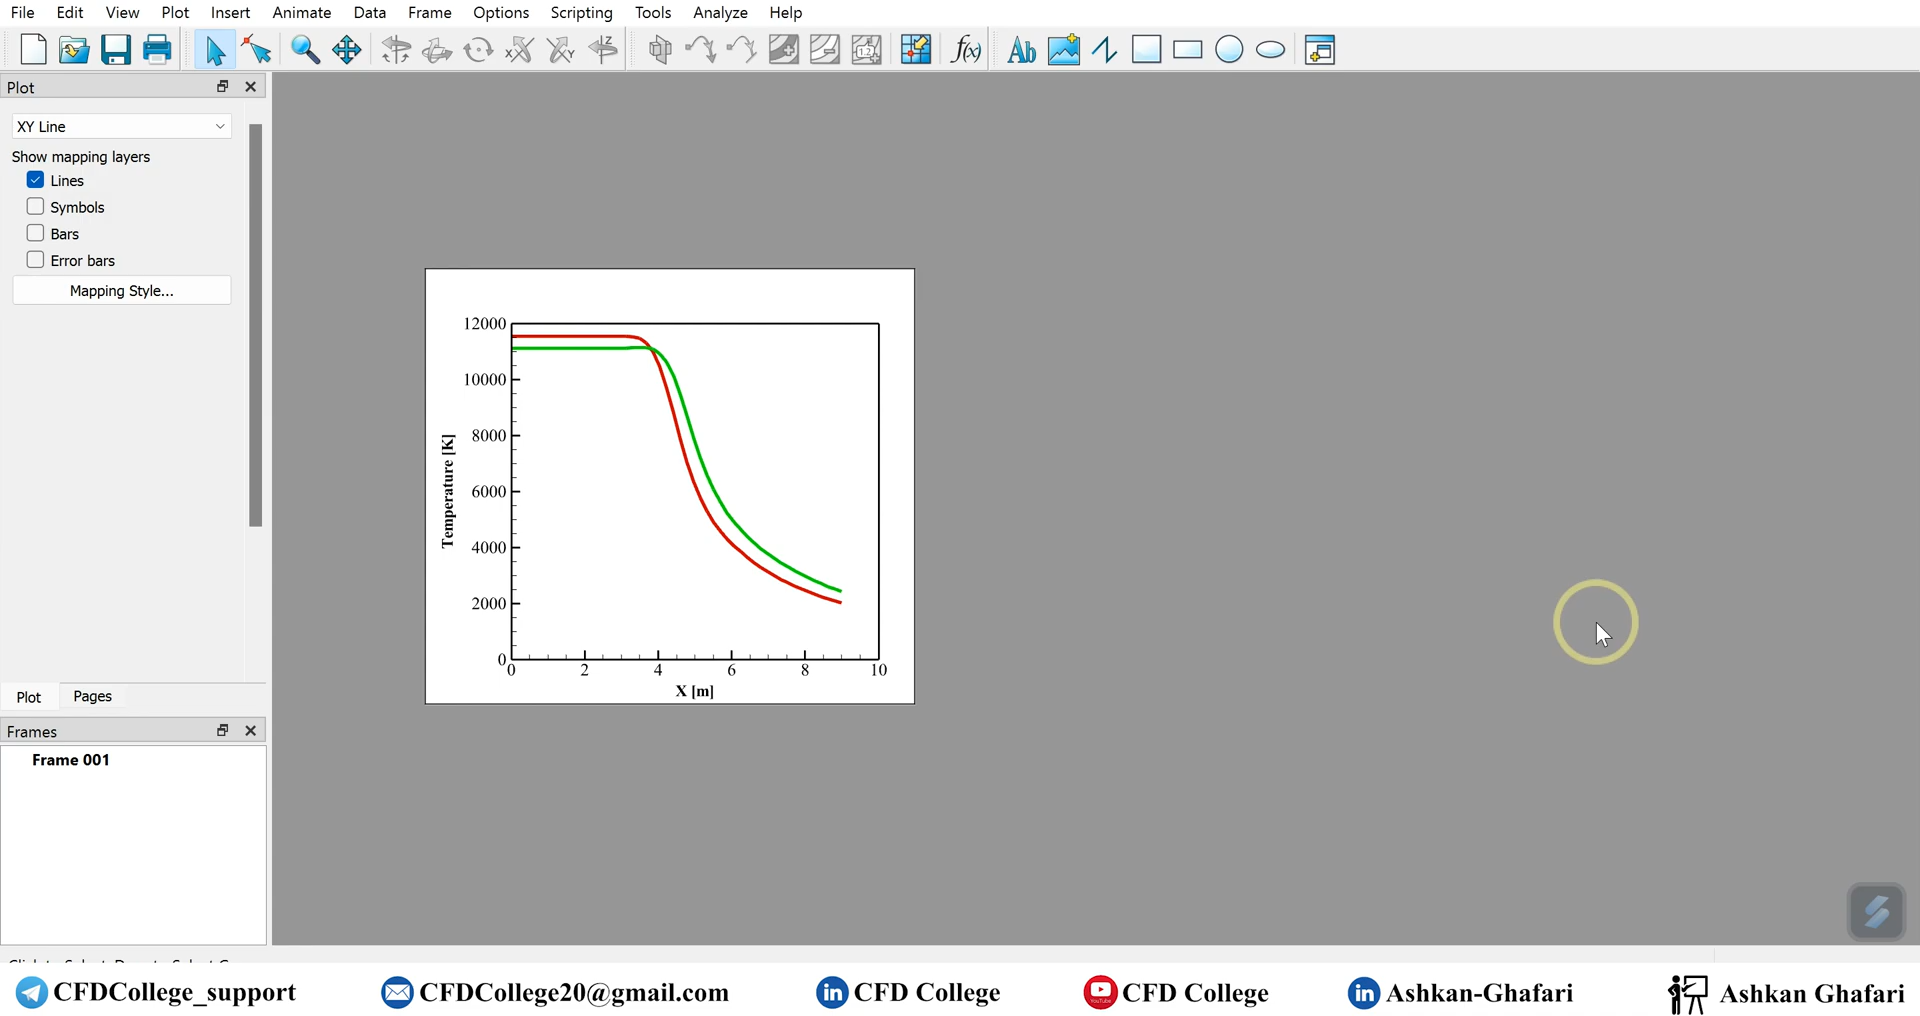 File Edit View Plot Insert Animate Data Frame Options Scripting Tools Analyze Help
Plot
XY Line
Show mapping layers
Lines
Symbols
Bars
Error bars
Mapping Style...
12000
10000
8000
6000
4000
2000
0
Temperature [K]
0 2 4 6 8 10
X [m]
Plot Pages
Frames
Frame 001
CFDCollege_support CFDCollege20@gmail.com CFD College CFD College Ashkan-Ghafari Ashkan Ghafari